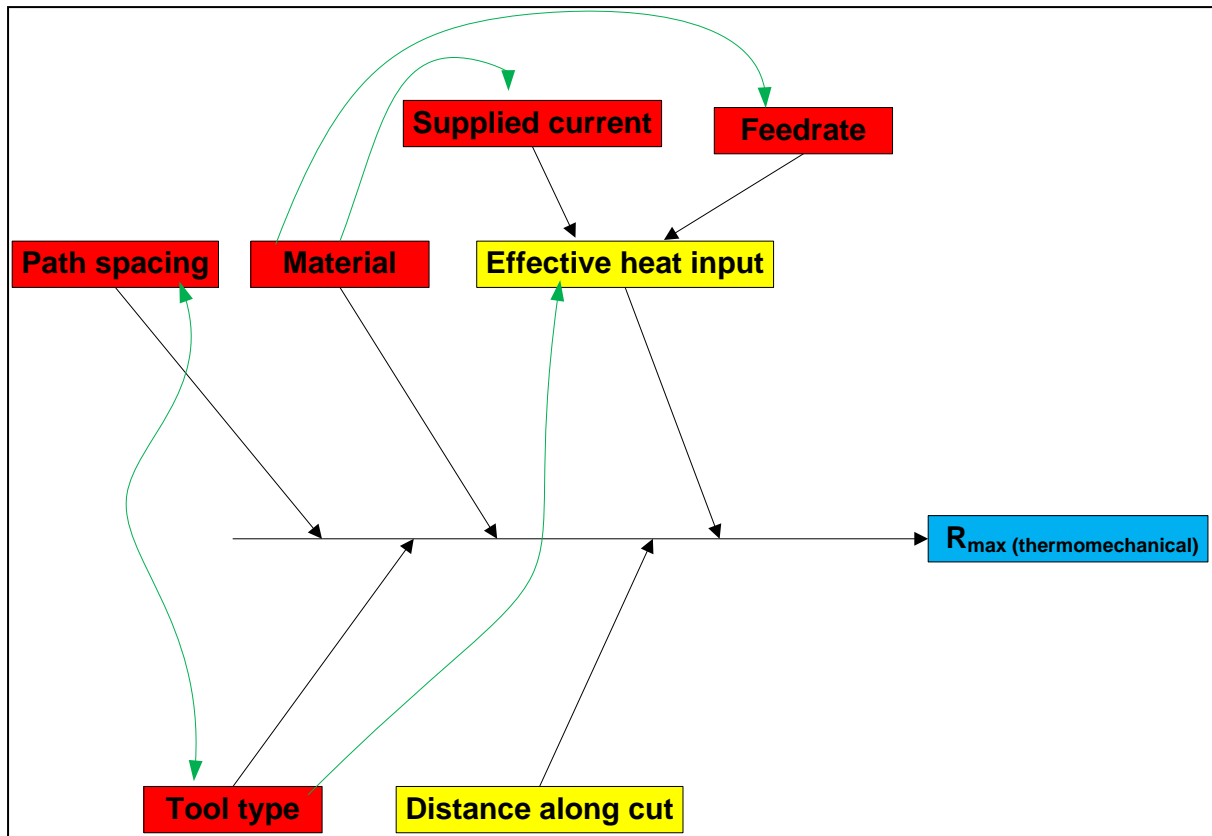 Supplied current
Feedrate
Path spacing
Material
Effective heat input
Rmax (thermomechanical)
Tool type
Distance along cut